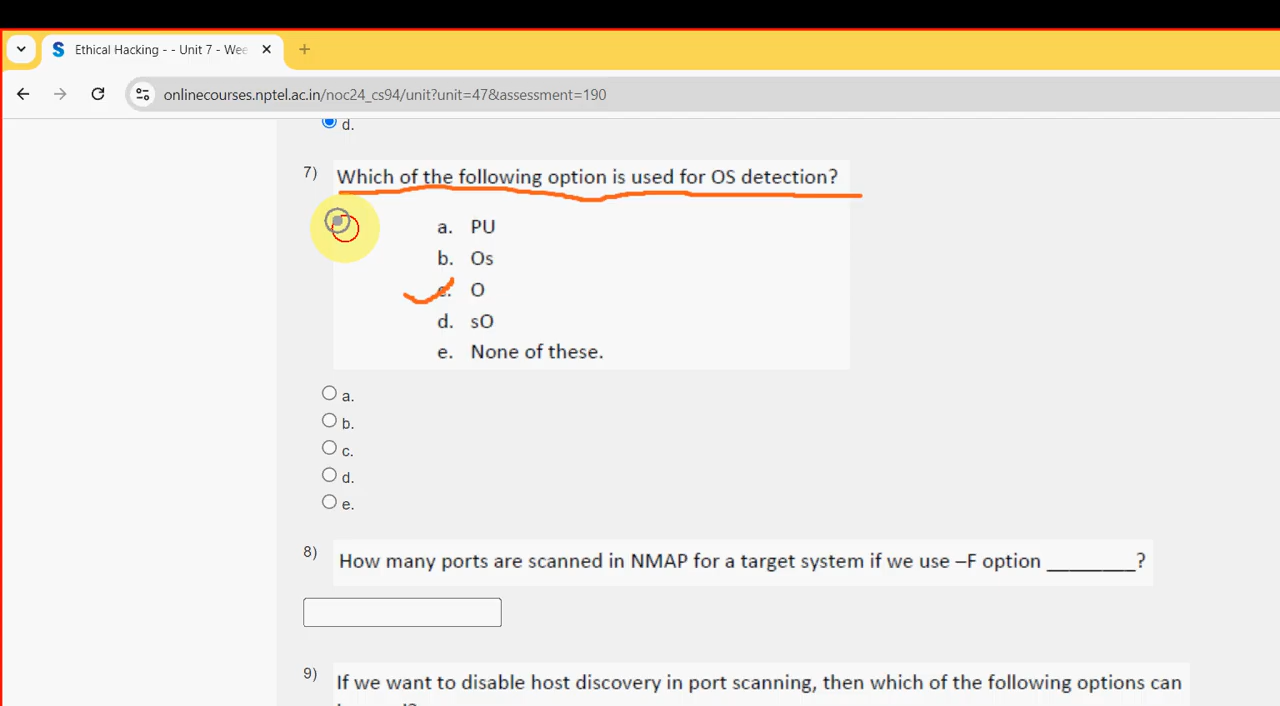 Ethical Hacking - - Unit 7 - Wee
onlinecourses.nptel.ac.in/noc24_cs94/unit?unit=47&assessment=190
d.
7) Which of the following option is used for OS detection?
a. PU
b. Os
c. O
d. sO
e. None of these.
a.
b.
c.
d.
e.
8) How many ports are scanned in NMAP for a target system if we use –F option ________?
9) If we want to disable host discovery in port scanning, then which of the following options can